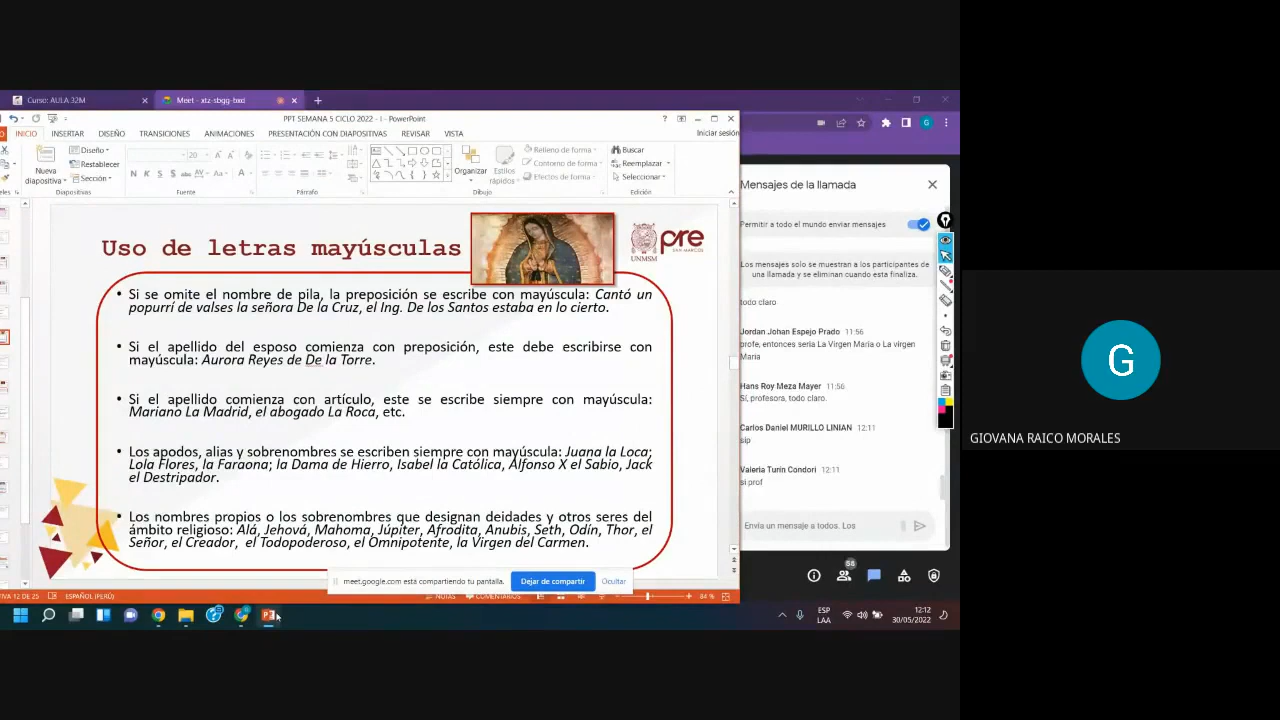 Curso: AULA 32M
Meet - xtz-sbgg-bxd
PPT SEMANA 5 CICLO 2022 - I - PowerPoint
INICIO INSERTAR DISEÑO TRANSICIONES ANIMACIONES PRESENTACIÓN CON DIAPOSITIVAS REVISAR VISTA
Iniciar sesión
Nueva diapositiva
Diseño
Restablecer
Sección
Diapositivas
20
N K S S abc AV Aa A
Fuente
Párrafo
Organizar
Estilos rápidos
Relleno de forma
Contorno de forma
Efectos de forma
Dibujo
Buscar
Reemplazar
Seleccionar
Edición
Uso de letras mayúsculas
UNMSM
pre
SAN MARCOS
• Si se omite el nombre de pila, la preposición se escribe con mayúscula: Cantó un
popurrí de valses la señora De la Cruz, el Ing. De los Santos estaba en lo cierto.
• Si el apellido del esposo comienza con preposición, este debe escribirse con
mayúscula: Aurora Reyes de De la Torre.
• Si el apellido comienza con artículo, este se escribe siempre con mayúscula:
Mariano La Madrid, el abogado La Roca, etc.
• Los apodos, alias y sobrenombres se escriben siempre con mayúscula: Juana la Loca;
Lola Flores, la Faraona; la Dama de Hierro, Isabel la Católica, Alfonso X el Sabio, Jack
el Destripador.
• Los nombres propios o los sobrenombres que designan deidades y otros seres del
ámbito religioso: Alá, Jehová, Mahoma, Júpiter, Afrodita, Anubis, Seth, Odín, Thor, el
Señor, el Creador, el Todopoderoso, el Omnipotente, la Virgen del Carmen.
meet.google.com está compartiendo tu pantalla.
Dejar de compartir
Ocultar
12 DE 25
ESPAÑOL (PERÚ)
NOTAS
COMENTARIOS
84 %
Mensajes de la llamada
Permitir a todo el mundo enviar mensajes
Los mensajes solo se muestran a los participantes de
una llamada y se eliminan cuando esta finaliza.
todo claro
Jordan Johan Espejo Prado 11:56
profe, entonces sería La Virgen María o La virgen
María
Hans Roy Meza Mayer 11:56
Sí, profesora, todo claro.
Carlos Daniel MURILLO LINIAN 12:11
sip
Valeria Turín Condori 12:11
si prof
Envía un mensaje a todos. Los
58
ESP
LAA
12:12
30/05/2022
G
G
GIOVANA RAICO MORALES